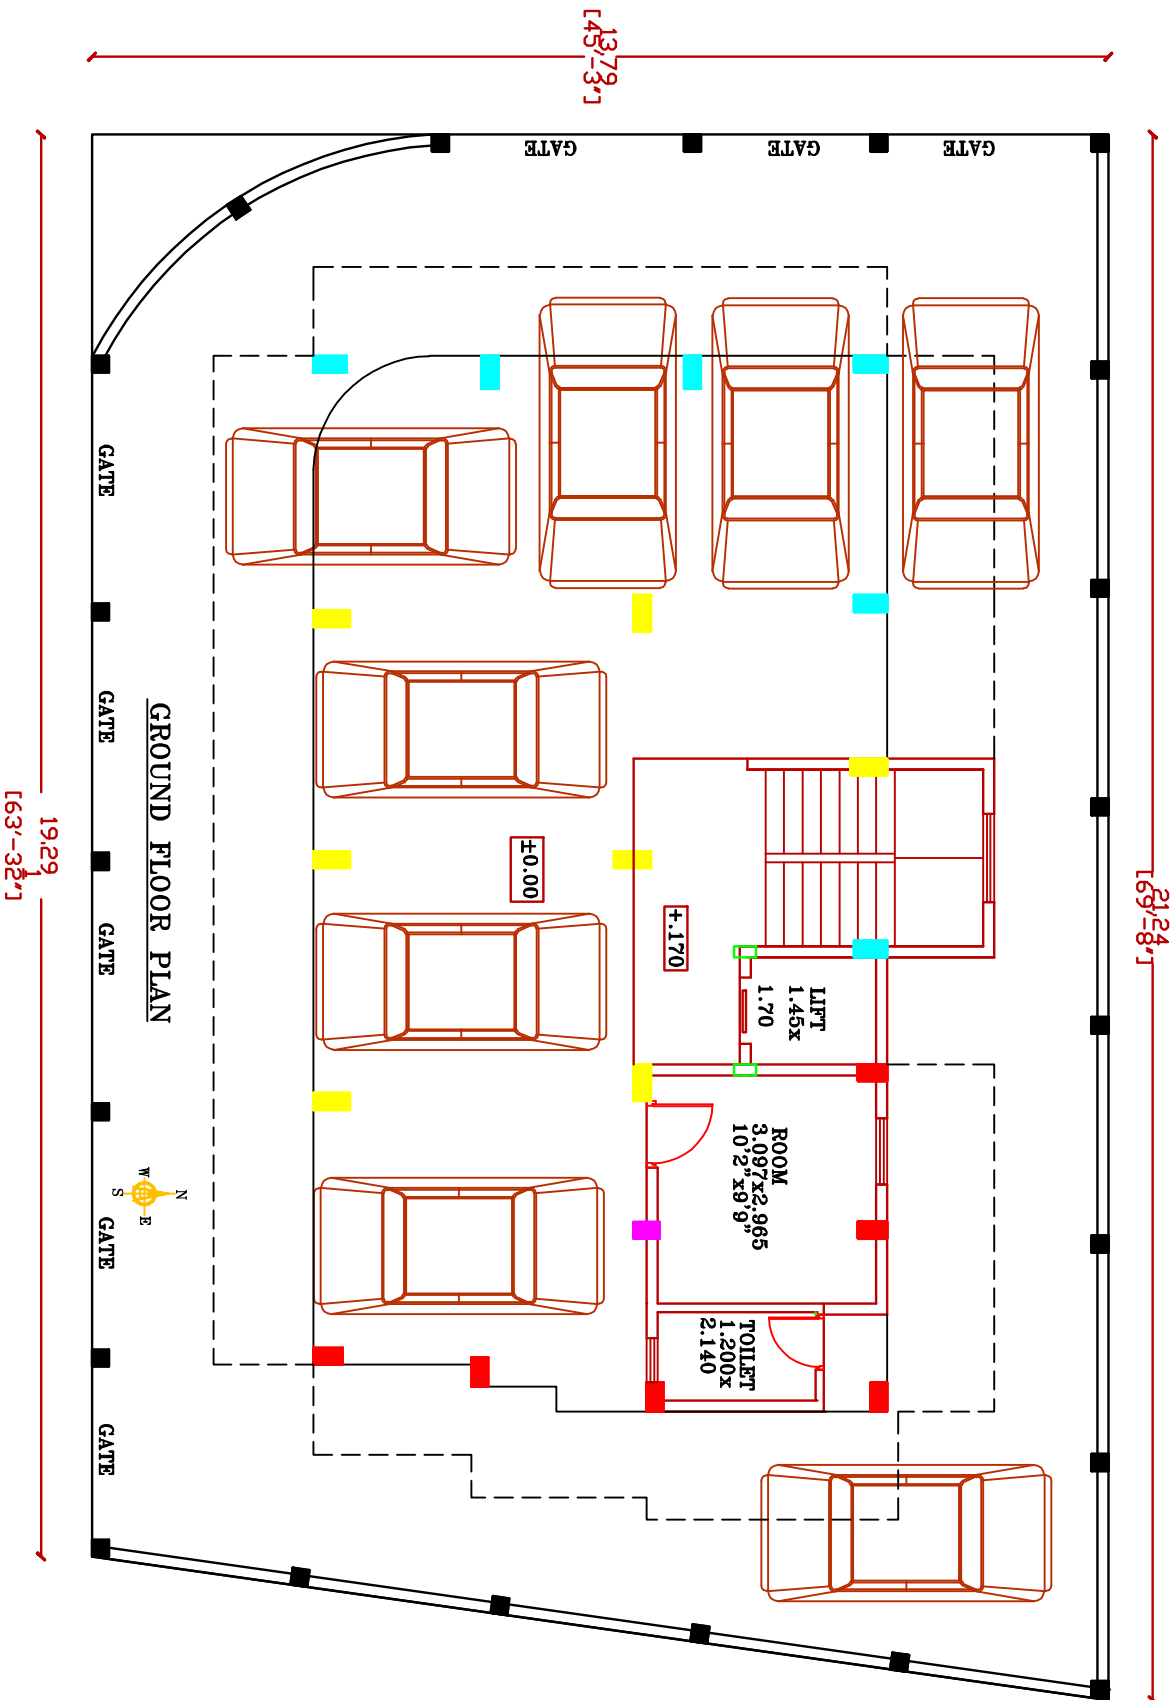 13,79
[45'-3"]
GATE
GATE
GATE
21,24
[69'-8"]
LIFT
1.45x
1.70
+.170
±0.00
ROOM
3.097x2.965
10'2"x9'9"
TOILET
1.200x
2.140
N
W
E
S
GATE
GATE
GATE
GATE
GATE
GROUND FLOOR PLAN
19,29